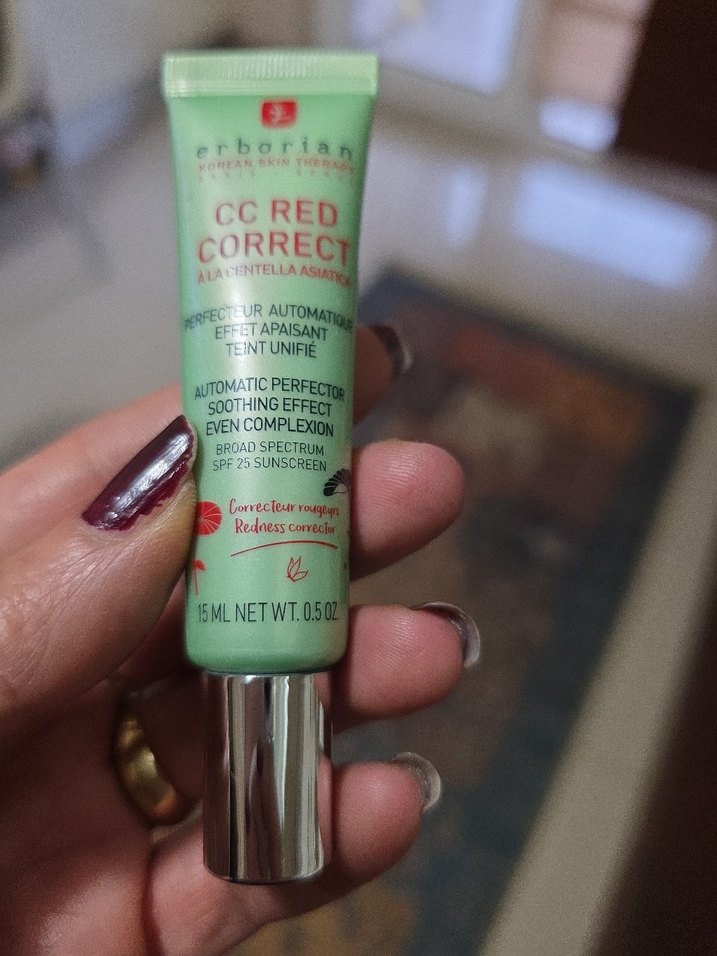 erborian
KOREAN SKIN THERAPY
CC RED
CORRECT
À LA CENTELLA ASIATICA
PERFECTEUR AUTOMATIQUE
EFFET APAISANT
TEINT UNIFIÉ
AUTOMATIC PERFECTOR
SOOTHING EFFECT
EVEN COMPLEXION
BROAD SPECTRUM
SPF 25 SUNSCREEN
Correcteur rougeurs
Redness corrector
15 ML NET WT. 0.5 OZ.